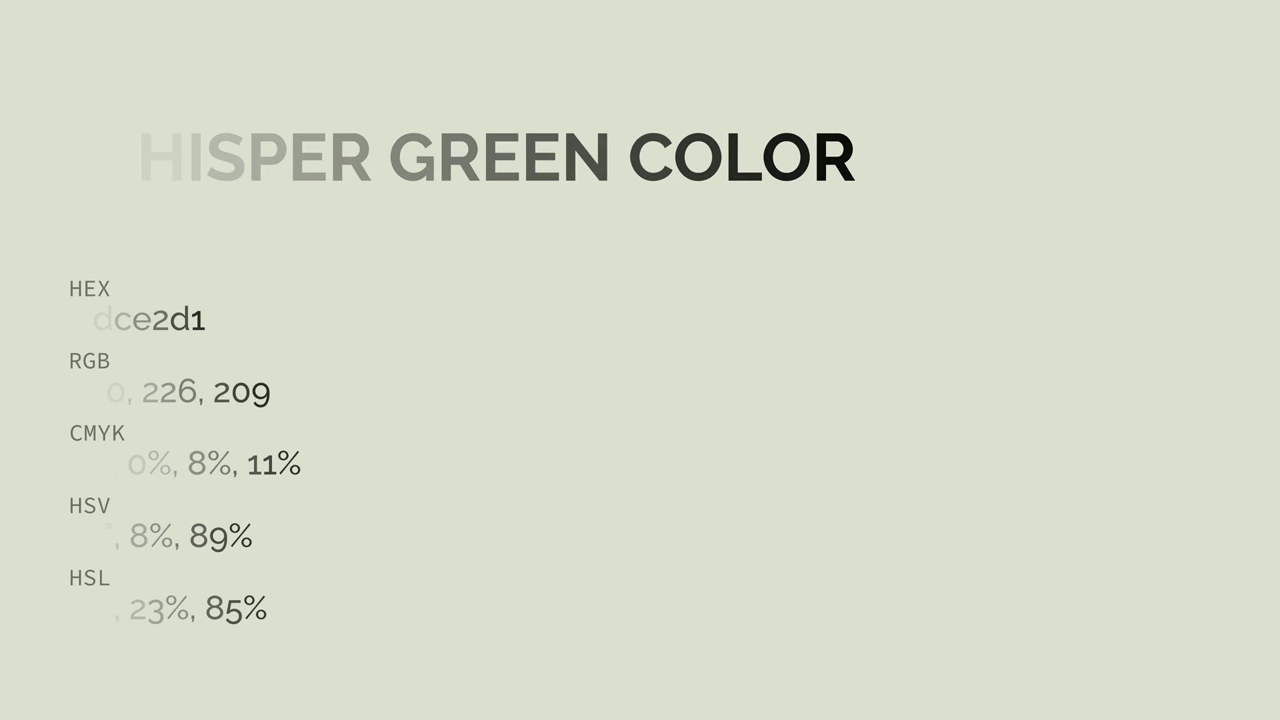 HISPER GREEN COLOR
HEX
dce2d1
RGB
0, 226, 209
CMYK
, 0%, 8%, 11%
HSV
°, 8%, 89%
HSL
, 23%, 85%